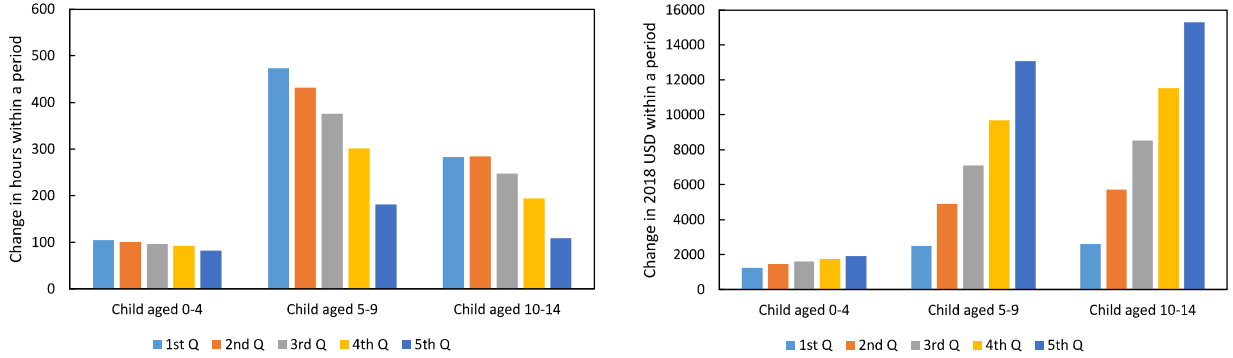 Change in hours within a period
600
500
400
300
200
100
0
Child aged 0-4
Child aged 5-9
Child aged 10-14
1st Q 2nd Q 3rd Q 4th Q 5th Q
Change in 2018 USD within a period
16000
14000
12000
10000
8000
6000
4000
2000
0
Child aged 0-4
Child aged 5-9
Child aged 10-14
1st Q 2nd Q 3rd Q 4th Q 5th Q